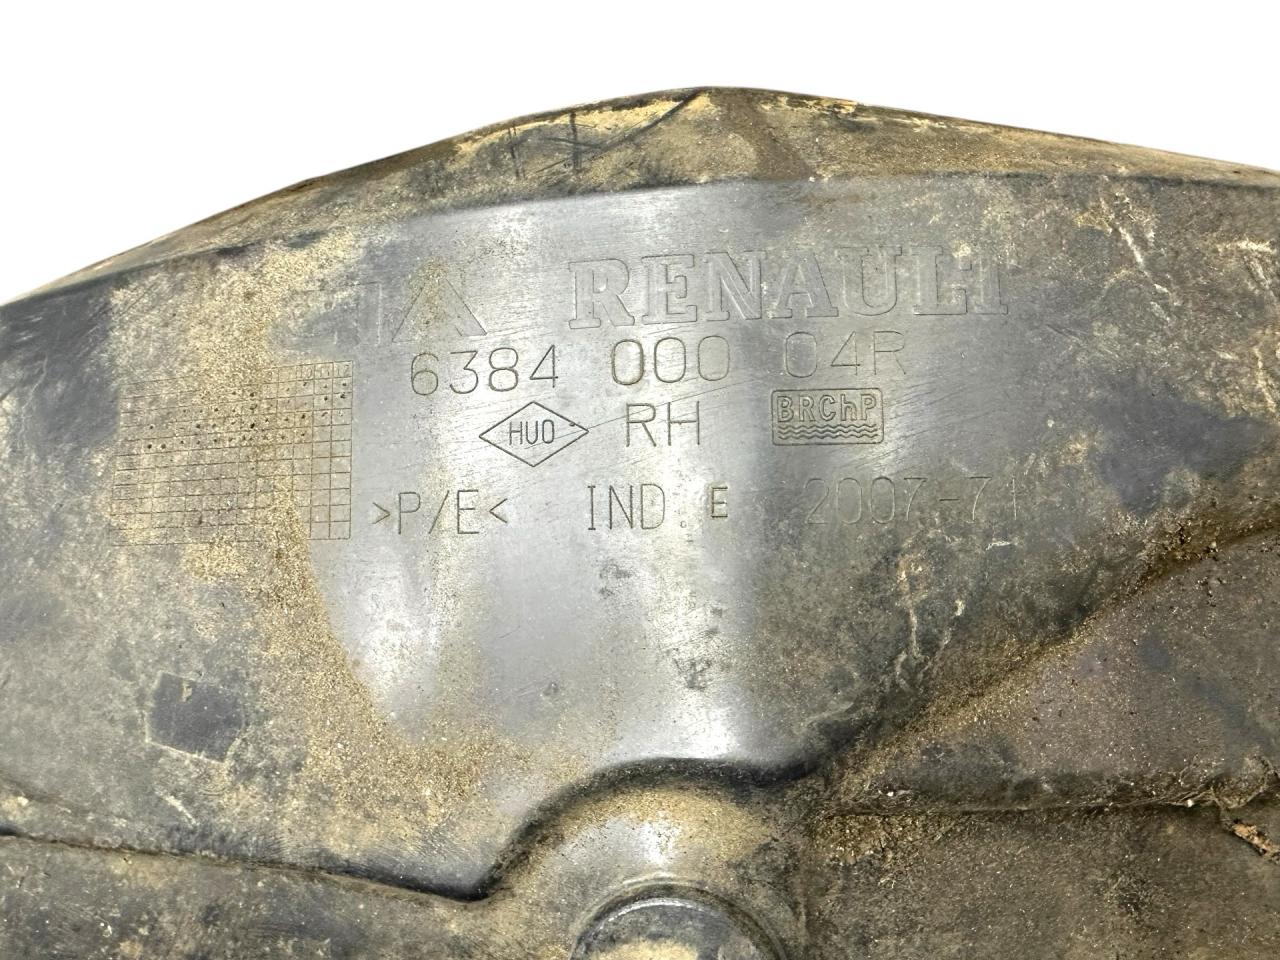 RENAULT
6384 000 04R
HUO RH BRChP
>P/E< IND. E 2007-71